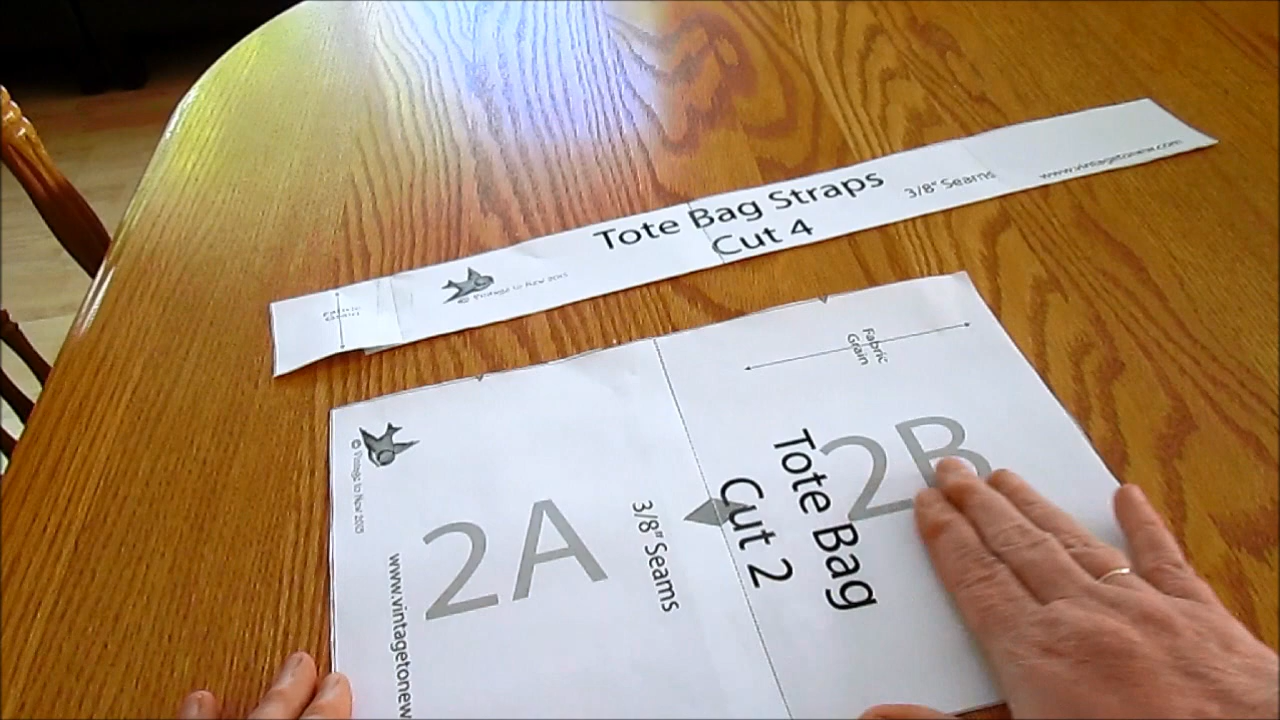 Tote Bag Straps
Cut 4
3/8" Seams
www.vintagetonew.com
© Vintage to New 2015
Fabric
Grain
Fabric
Grain
2A
2B
Tote Bag
Cut 2
3/8" Seams
© Vintage to New 2015
www.vintagetonew